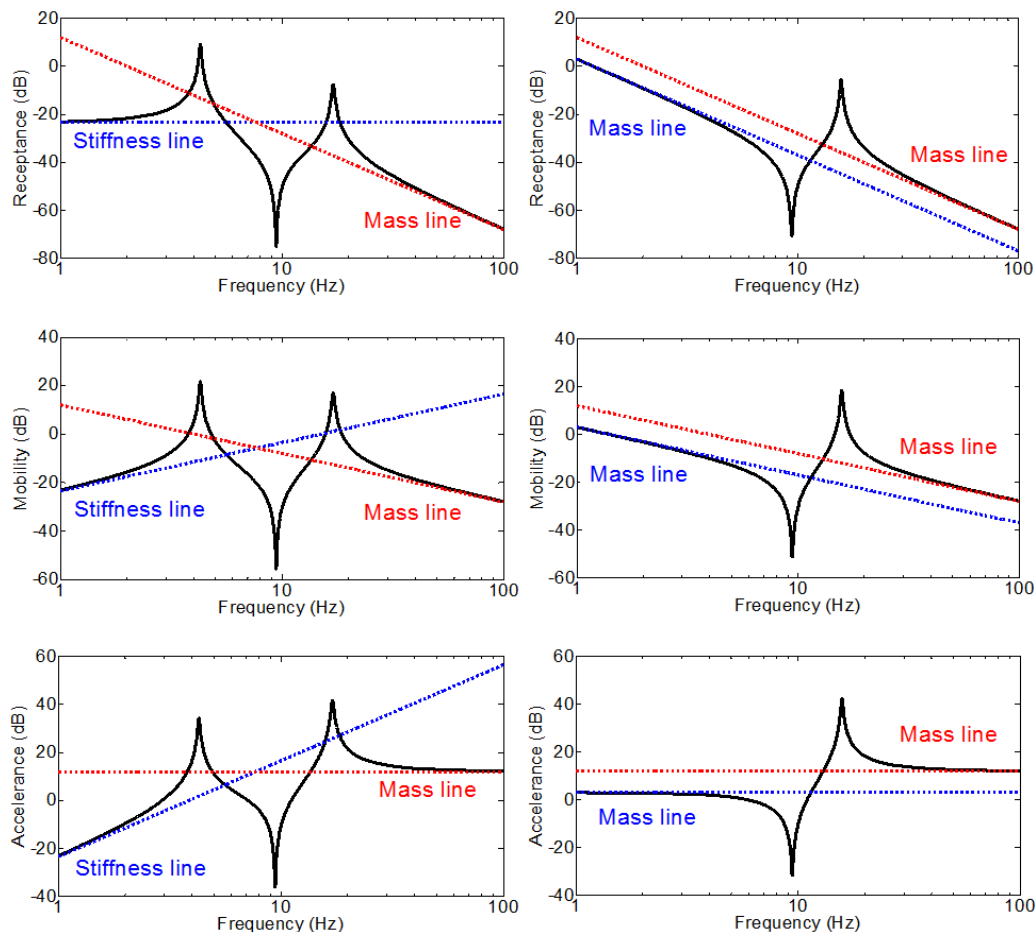 20
0
-20
-40
-60
-80
Receptance (dB)
Stiffness line
Mass line
1
10
100
Frequency (Hz)
20
0
-20
-40
-60
-80
Receptance (dB)
Mass line
Mass line
1
10
100
Frequency (Hz)
40
20
0
-20
-40
-60
Mobility (dB)
Stiffness line
Mass line
1
10
100
Frequency (Hz)
40
20
0
-20
-40
-60
Mobility (dB)
Mass line
Mass line
1
10
100
Frequency (Hz)
60
40
20
0
-20
-40
Accelerance (dB)
Mass line
Stiffness line
1
10
100
Frequency (Hz)
60
40
20
0
-20
-40
Accelerance (dB)
Mass line
Mass line
1
10
100
Frequency (Hz)